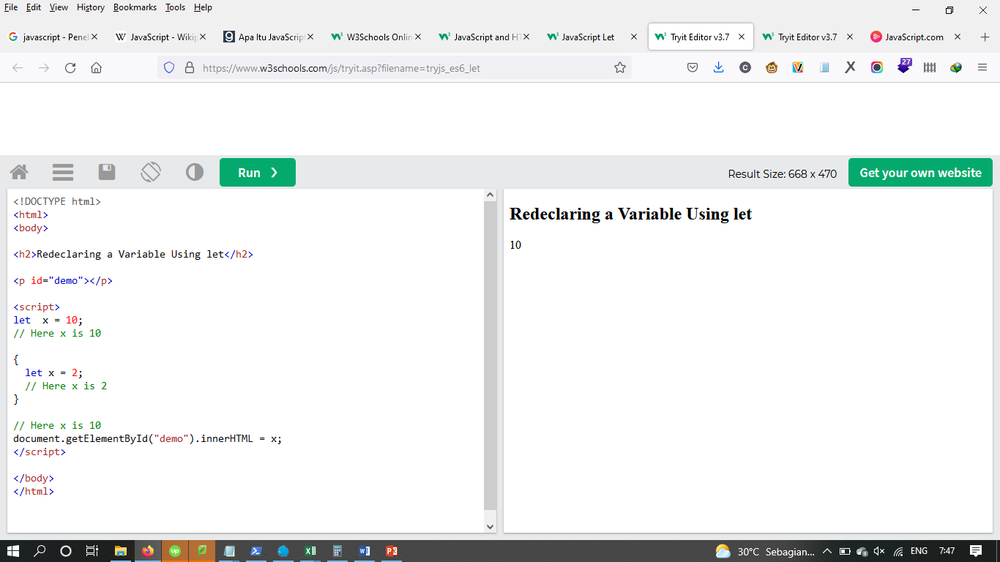 File Edit View History Bookmarks Tools Help
javascript - Penel
JavaScript - Wikip
Apa Itu JavaScript
W3Schools Onlin
JavaScript and HT
JavaScript Let
Tryit Editor v3.7
Tryit Editor v3.7
JavaScript.com
https://www.w3schools.com/js/tryit.asp?filename=tryjs_es6_let
27
Run
Result Size: 668 x 470
Get your own website
<!DOCTYPE html>
<html>
<body>
<h2>Redeclaring a Variable Using let</h2>
<p id="demo"></p>
<script>
let  x = 10;
// Here x is 10
{
  let x = 2;
  // Here x is 2
}
// Here x is 10
document.getElementById("demo").innerHTML = x;
</script>
</body>
</html>
Redeclaring a Variable Using let
10
30°C Sebagian...
ENG
7:47